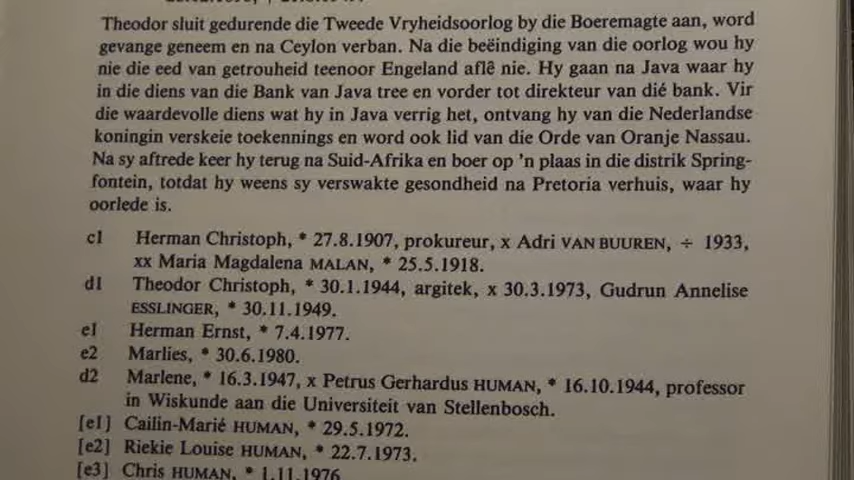 Theodor sluit gedurende die Tweede Vryheidsoorlog by die Boeremagte aan, word
gevange geneem en na Ceylon verban. Na die beëindiging van die oorlog wou hy
nie die eed van getrouheid teenoor Engeland aflê nie. Hy gaan na Java waar hy
in die diens van die Bank van Java tree en vorder tot direkteur van dié bank. Vir
die waardevolle diens wat hy in Java verrig het, ontvang hy van die Nederlandse
koningin verskeie toekennings en word ook lid van die Orde van Oranje Nassau.
Na sy aftrede keer hy terug na Suid-Afrika en boer op 'n plaas in die distrik Spring-
fontein, totdat hy weens sy verswakte gesondheid na Pretoria verhuis, waar hy
oorlede is.
c1 Herman Christoph, * 27.8.1907, prokureur, x Adri VAN BUUREN, ÷ 1933,
xx Maria Magdalena MALAN, * 25.5.1918.
d1 Theodor Christoph, * 30.1.1944, argitek, x 30.3.1973, Gudrun Annelise
ESSLINGER, * 30.11.1949.
e1 Herman Ernst, * 7.4.1977.
e2 Marlies, * 30.6.1980.
d2 Marlene, * 16.3.1947, x Petrus Gerhardus HUMAN, * 16.10.1944, professor
in Wiskunde aan die Universiteit van Stellenbosch.
[e1] Cailin-Marié HUMAN, * 29.5.1972.
[e2] Riekie Louise HUMAN, * 22.7.1973.
[e3] Chris HUMAN, * 1.11.1976